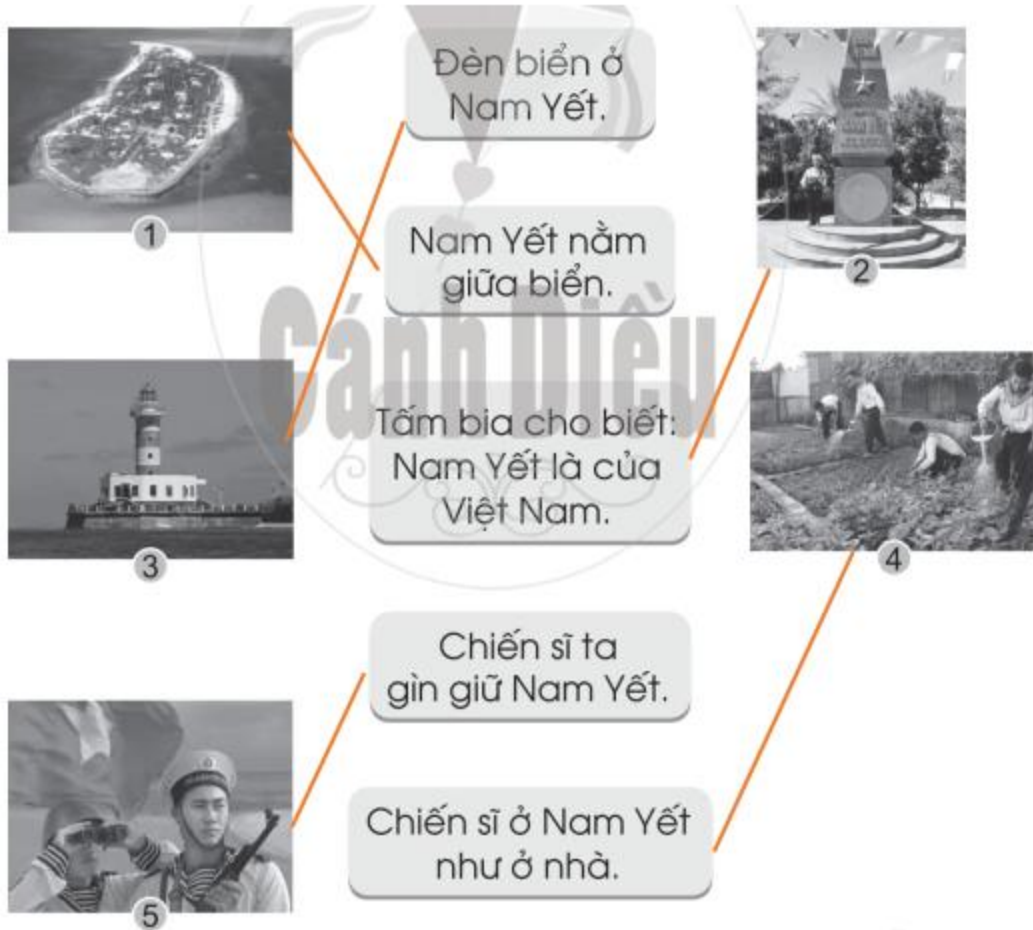 Đèn biển ở
Nam Yết.
1
2
Nam Yết nằm
giữa biển.
Cánh Diều
Tấm bia cho biết:
Nam Yết là của
Việt Nam.
3
4
Chiến sĩ ta
gìn giữ Nam Yết.
Chiến sĩ ở Nam Yết
như ở nhà.
5